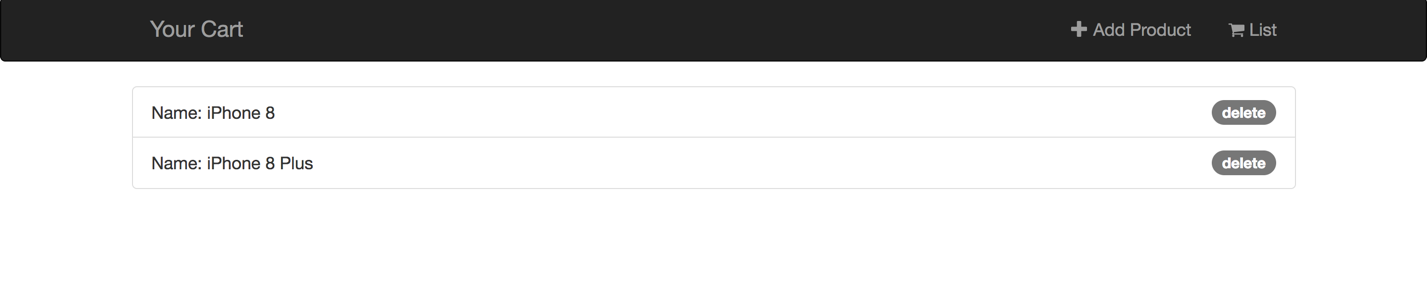 Your Cart Add Product List
Name: iPhone 8 delete
Name: iPhone 8 Plus delete